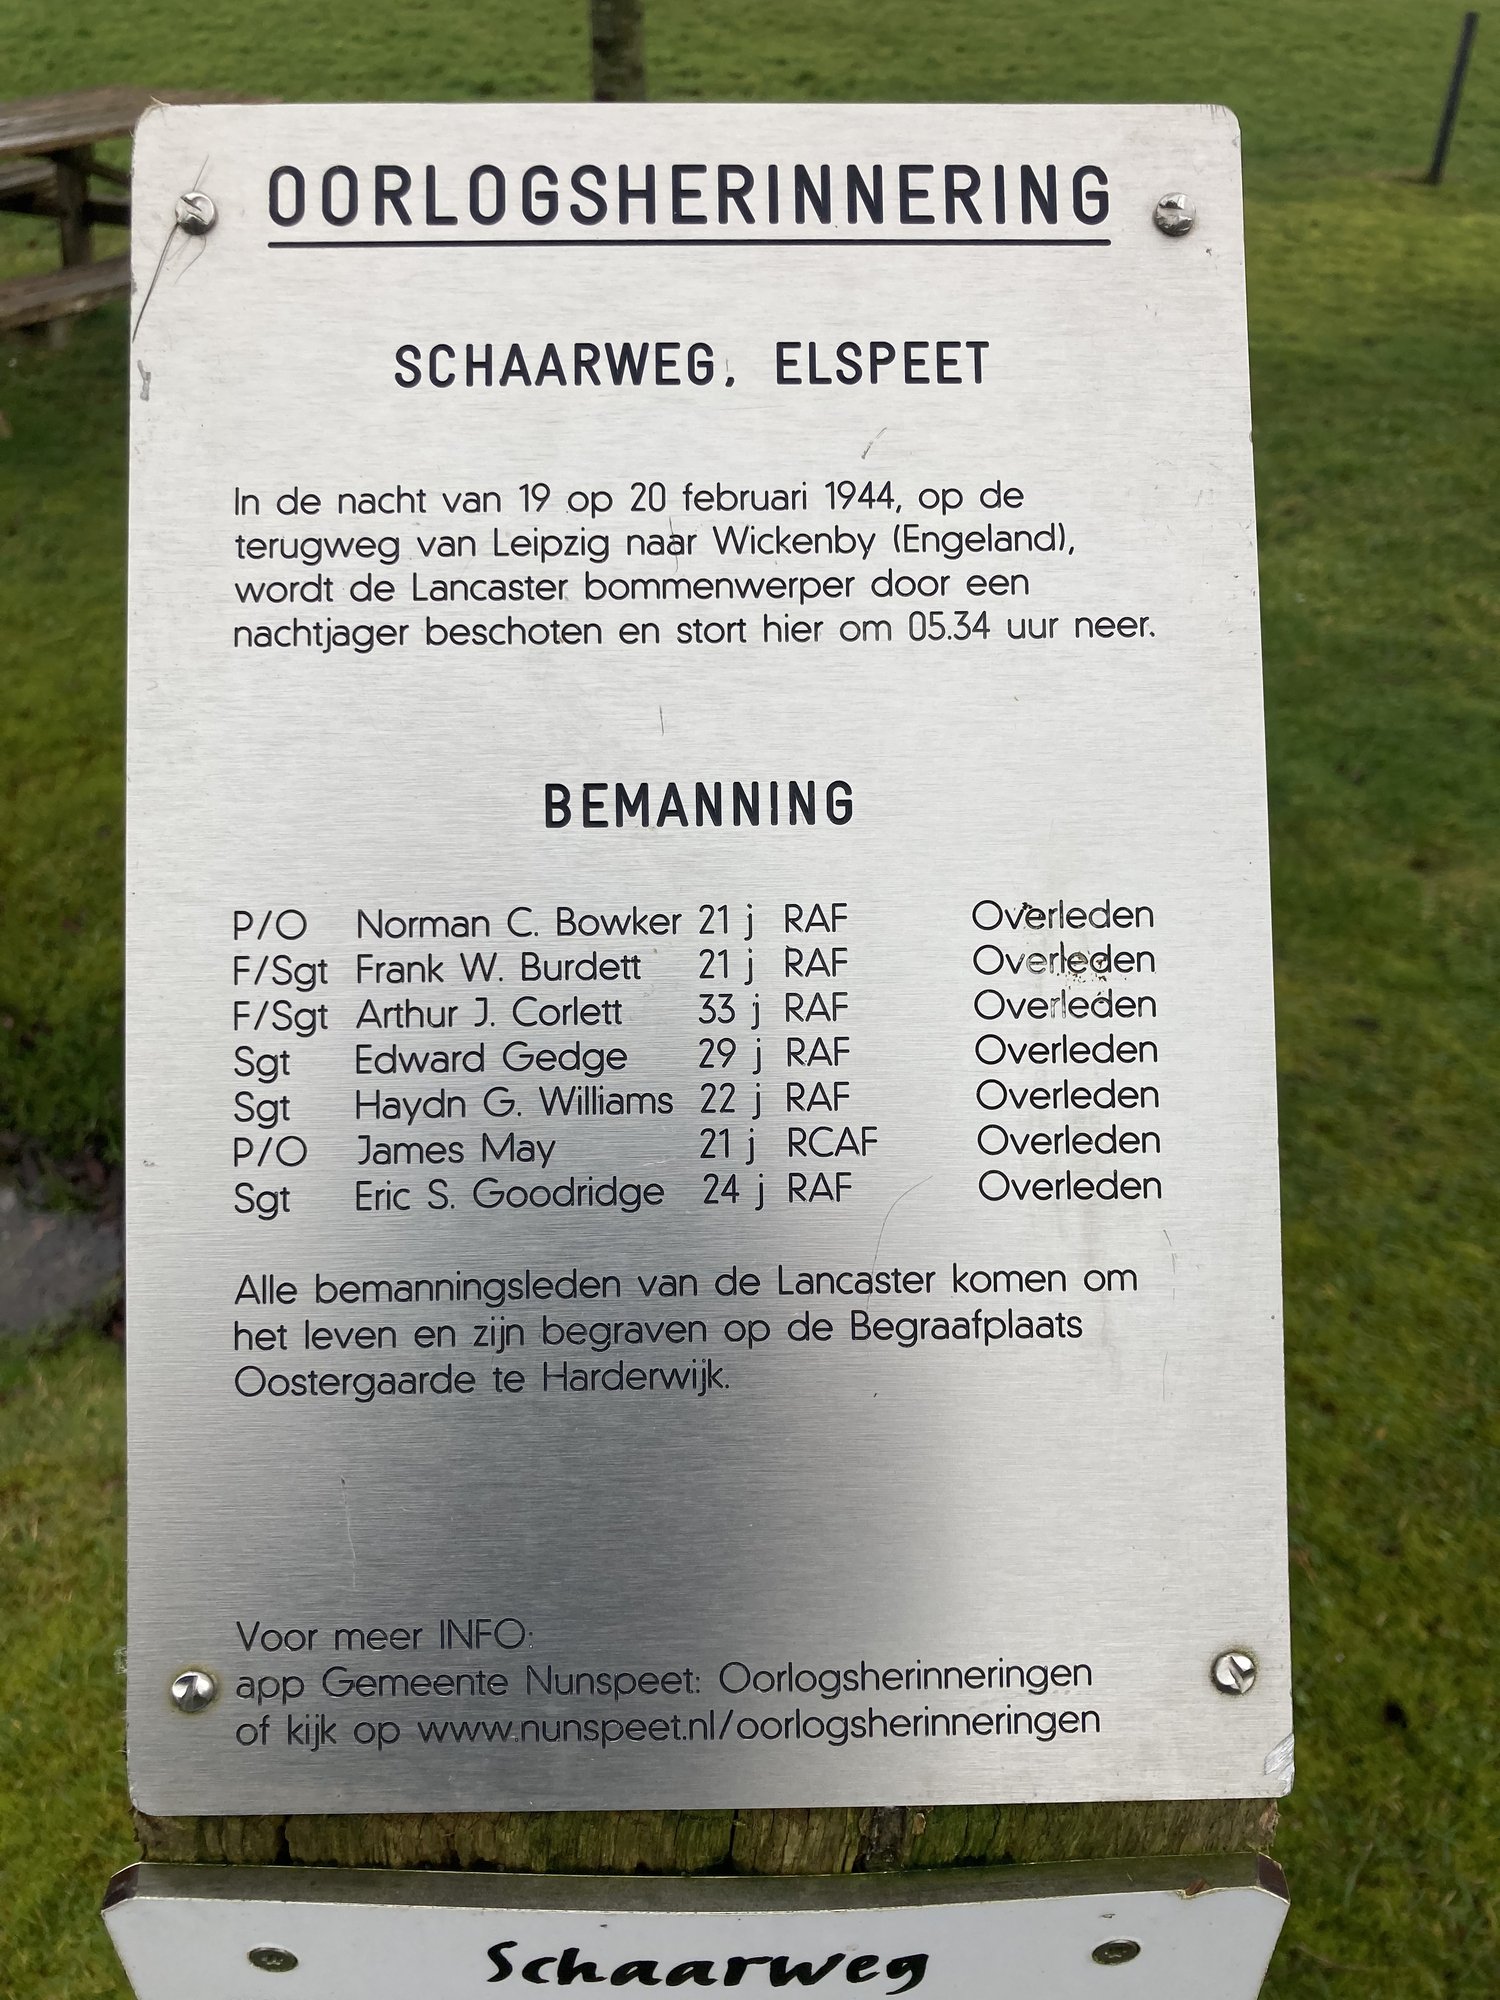 OORLOGSHERINNERING
SCHAARWEG, ELSPEET
In de nacht van 19 op 20 februari 1944, op de
terugweg van Leipzig naar Wickenby (Engeland),
wordt de Lancaster bommenwerper door een
nachtjager beschoten en stort hier om 05.34 uur neer.
BEMANNING
P/O Norman C. Bowker 21 j RAF Overleden
F/Sgt Frank W. Burdett 21 j RAF Overleden
F/Sgt Arthur J. Corlett 33 j RAF Overleden
Sgt Edward Gedge 29 j RAF Overleden
Sgt Haydn G. Williams 22 j RAF Overleden
P/O James May 21 j RCAF Overleden
Sgt Eric S. Goodridge 24 j RAF Overleden
Alle bemanningsleden van de Lancaster komen om
het leven en zijn begraven op de Begraafplaats
Oostergaarde te Harderwijk.
Voor meer INFO:
app Gemeente Nunspeet: Oorlogsherinneringen
of kijk op www.nunspeet.nl/oorlogsherinneringen
Schaarweg